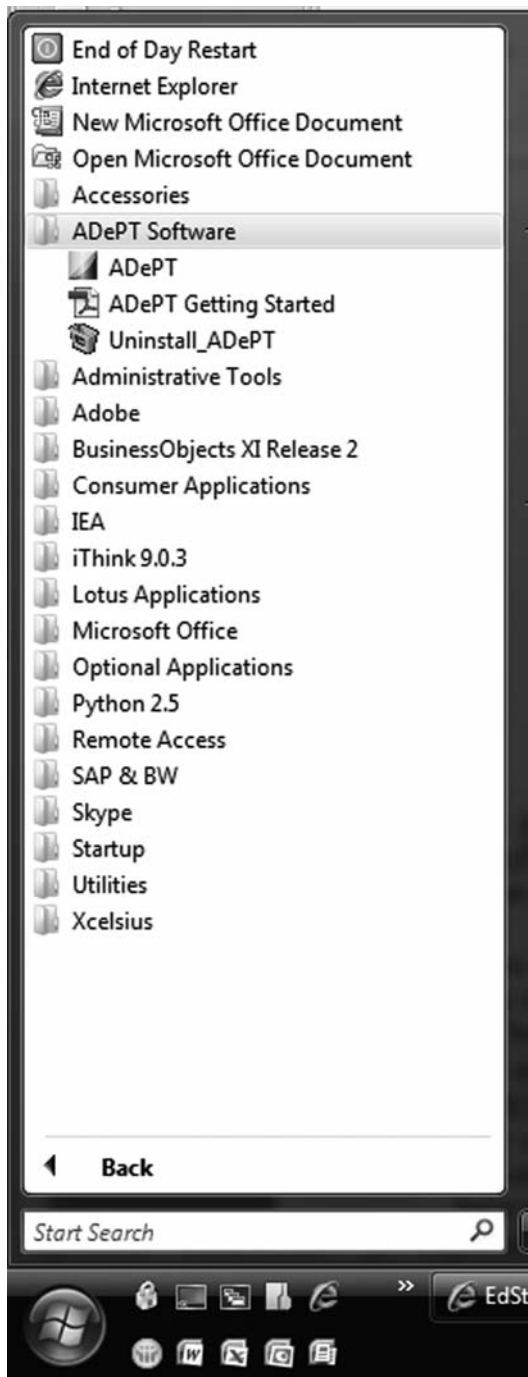 End of Day Restart
Internet Explorer
New Microsoft Office Document
Open Microsoft Office Document
Accessories
ADePT Software
ADePT
ADePT Getting Started
Uninstall_ADePT
Administrative Tools
Adobe
BusinessObjects XI Release 2
Consumer Applications
IEA
iThink 9.0.3
Lotus Applications
Microsoft Office
Optional Applications
Python 2.5
Remote Access
SAP & BW
Skype
Startup
Utilities
Xcelsius
Back
Start Search
» EdSt